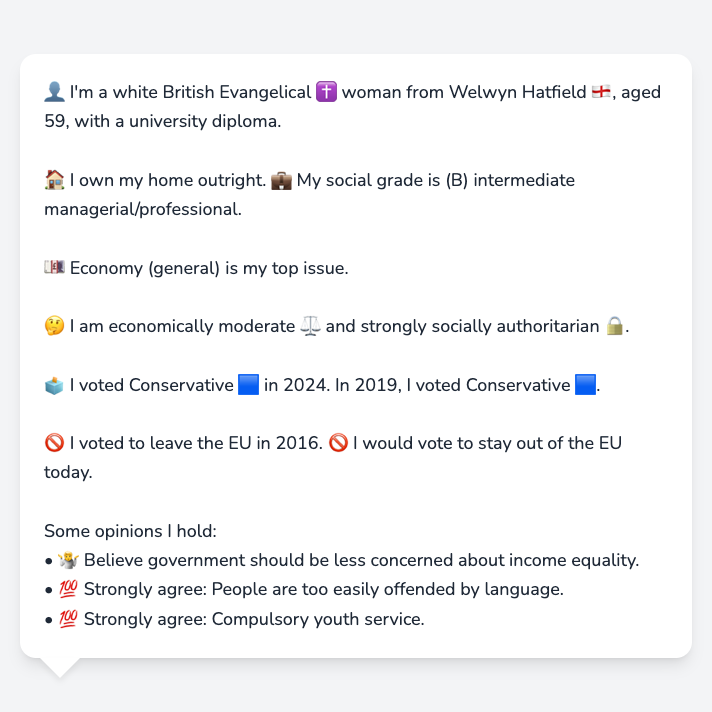 👤 I'm a white British Evangelical ✝️ woman from Welwyn Hatfield 🏴󠁧󠁢󠁥󠁮󠁧󠁿, aged
59, with a university diploma.
🏠 I own my home outright. 💼 My social grade is (B) intermediate
managerial/professional.
💷 Economy (general) is my top issue.
🤔 I am economically moderate ⚖️ and strongly socially authoritarian 🔒.
🗳️ I voted Conservative 🟦 in 2024. In 2019, I voted Conservative 🟦.
🚫 I voted to leave the EU in 2016. 🚫 I would vote to stay out of the EU
today.
Some opinions I hold:
• 🤷 Believe government should be less concerned about income equality.
• 💯 Strongly agree: People are too easily offended by language.
• 💯 Strongly agree: Compulsory youth service.